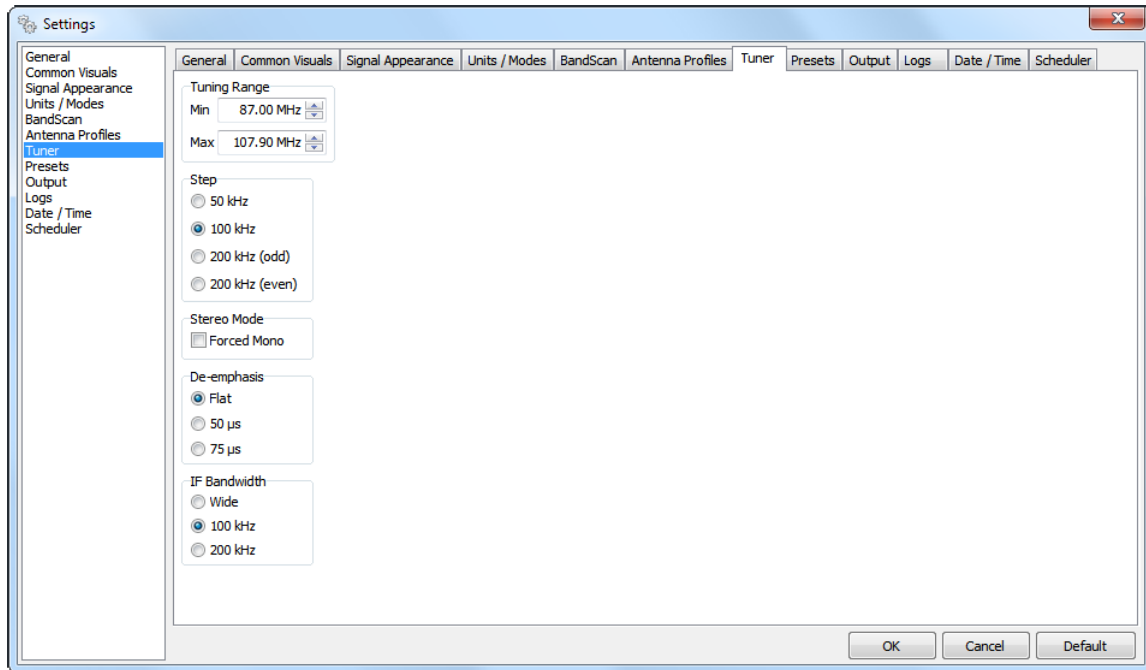 Settings
General
Common Visuals
Signal Appearance
Units / Modes
BandScan
Antenna Profiles
Tuner
Presets
Output
Logs
Date / Time
Scheduler
General Common Visuals Signal Appearance Units / Modes BandScan Antenna Profiles Tuner Presets Output Logs Date / Time Scheduler
Tuning Range
Min 87.00 MHz
Max 107.90 MHz
Step
50 kHz
100 kHz
200 kHz (odd)
200 kHz (even)
Stereo Mode
Forced Mono
De-emphasis
Flat
50 µs
75 µs
IF Bandwidth
Wide
100 kHz
200 kHz
OK Cancel Default